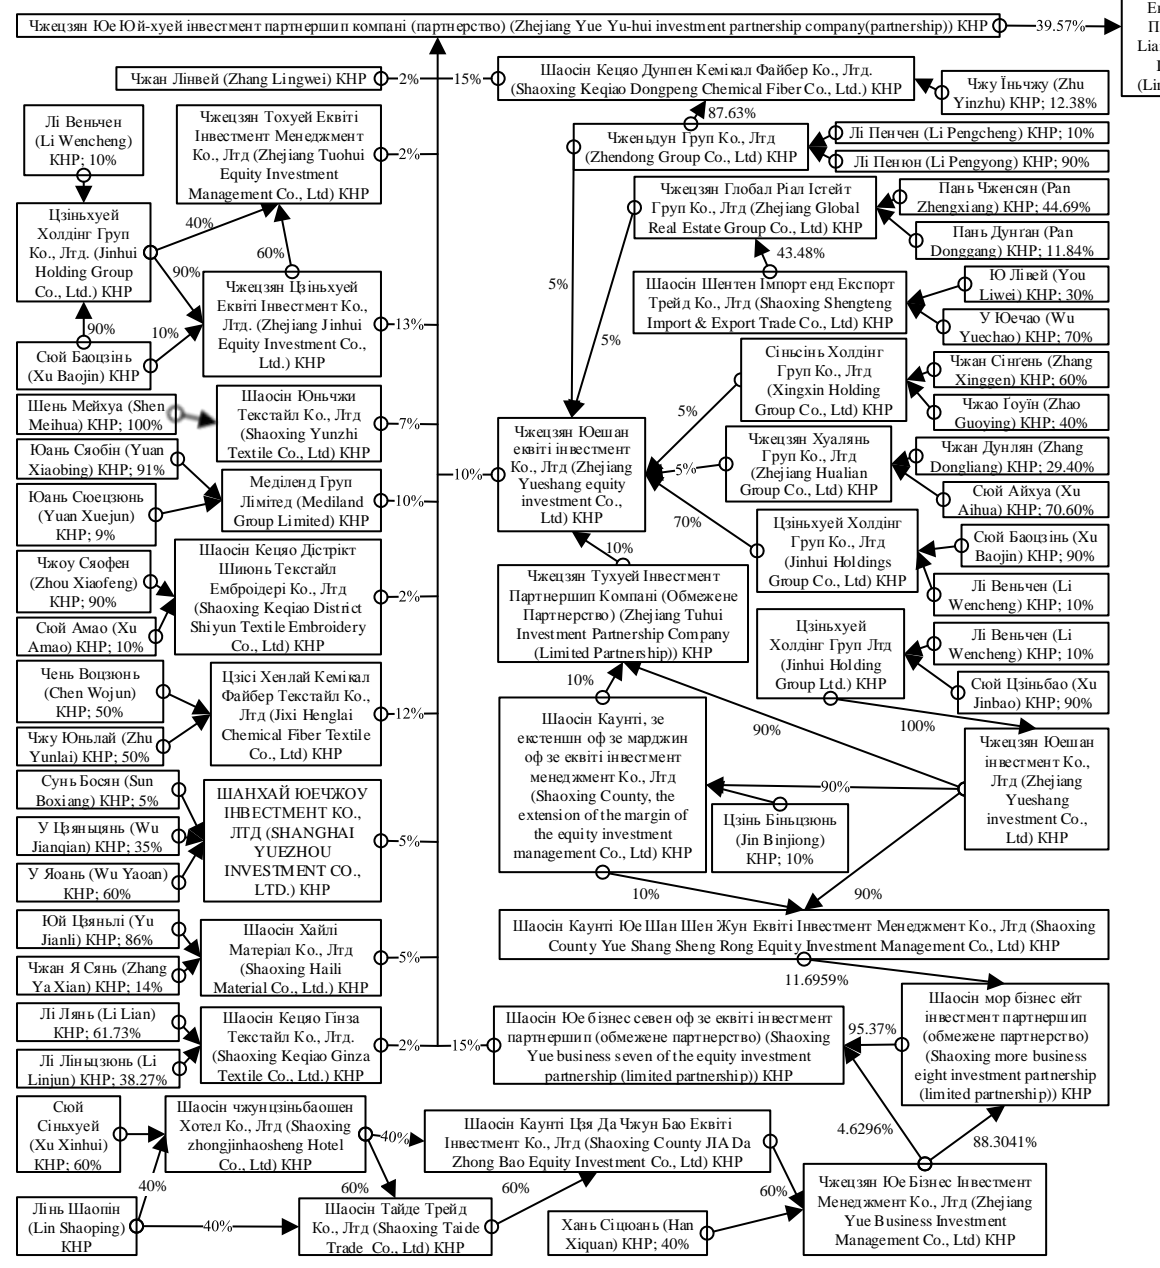 Чжецзян Юе Юй-хуей інвестмент партнершип компані (партнерство) (Zhejiang Yue Yu-hui investment partnership company(partnership)) КНР
39.57%
Чжан Лінвей (Zhang Lingwei) КНР
2%
15%
Шаосін Кецяо Дунпен Кемікал Файбер Ко., Лтд.
(Shaoxing Keqiao Dongpeng Chemical Fiber Co., Ltd.) КНР
Чжу Їньчжу (Zhu
Yinzhu) КНР; 12.38%
87.63%
Лі Веньчен
(Li Wencheng)
КНР; 10%
Чжецзян Тохуей Еквіті
Інвестмент Менеджмент
Ко., Лтд (Zhejiang Tuohui
Equity Investment
Management Co., Ltd) КНР
2%
Чженьдун Груп Ко., Лтд
(Zhendong Group Co., Ltd) КНР
Лі Пенчен (Li Pengcheng) КНР; 10%
Лі Пенюн (Li Pengyong) КНР; 90%
Чжецзян Глобал Ріал Істейт
Груп Ко., Лтд (Zhejiang Global
Real Estate Group Co., Ltd) КНР
Пань Чженсян (Pan
Zhengxiang) КНР; 44.69%
Пань Дунган (Pan
Donggang) КНР; 11.84%
Цзіньхуей
Холдінг Груп
Ко., Лтд. (Jinhui
Holding Group
Co., Ltd.) КНР
40%
60%
90%
43.48%
5%
Шаосін Шентен Імпорт енд Експорт
Трейд Ко., Лтд (Shaoxing Shengteng
Import & Export Trade Co., Ltd) КНР
Ю Лівей (You
Liwei) КНР; 30%
У Юечао (Wu
Yuechao) КНР; 70%
Чжецзян Цзіньхуей
Еквіті Інвестмент Ко.,
Лтд. (Zhejiang Jinhui
Equity Investment Co.,
Ltd.) КНР
13%
90%
10%
5%
Сюй Баоцзінь
(Xu Baojin) КНР
Сіньсінь Холдінг
Груп Ко., Лтд
(Xingxin Holding
Group Co., Ltd) КНР
Чжан Сінгень (Zhang
Xinggen) КНР; 60%
Чжао Гоуїн (Zhao
Guoying) КНР; 40%
Шень Мейхуа (Shen
Meihua) КНР; 100%
Шаосін Юньчжи
Текстайл Ко., Лтд
(Shaoxing Yunzhi
Textile Co., Ltd) КНР
7%
5%
Чжецзян Юешан
еквіті інвестмент
Ко., Лтд (Zhejiang
Yueshang equity
investment Co.,
Ltd) КНР
10%
5%
Чжецзян Хуалянь
Груп Ко., Лтд
(Zhejiang Hualian
Group Co., Ltd) КНР
Чжан Дунлян (Zhang
Dongliang) КНР; 29.40%
Сюй Айхуа (Xu
Aihua) КНР; 70.60%
Юань Сяобін (Yuan
Xiaobing) КНР; 91%
Юань Сюецзюнь
(Yuan Xuejun)
КНР; 9%
Меділенд Груп
Лімітед (Mediland
Group Limited) КНР
10%
70%
Цзіньхуей Холдінг
Груп Ко., Лтд
(Jinhui Holdings
Group Co., Ltd) КНР
Сюй Баоцзінь (Xu
Baojin) КНР; 90%
Лі Веньчен (Li
Wencheng) КНР; 10%
Чжоу Сяофен
(Zhou Xiaofeng)
КНР; 90%
Сюй Амао (Xu
Amao) КНР; 10%
Шаосін Кецяо Дістрікт
Шиюнь Текстайл
Емброідері Ко., Лтд
(Shaoxing Keqiao District
Shiyun Textile Embroidery
Co., Ltd) КНР
2%
10%
Чжецзян Тухуей Інвестмент
Партнершип Компані (Обмежене
Партнерство) (Zhejiang Tuhui
Investment Partnership Company
(Limited Partnership)) КНР
Цзіньхуей
Холдінг Груп Лтд
(Jinhui Holding
Group Ltd.) КНР
Лі Веньчен (Li
Wencheng) КНР; 10%
Сюй Цзіньбао (Xu
Jinbao) КНР; 90%
Чень Воцзюнь
(Chen Wojun)
КНР; 50%
Чжу Юньлай (Zhu
Yunlai) КНР; 50%
Цзісі Хенлай Кемікал
Файбер Текстайл Ко.,
Лтд (Jixi Henglai
Chemical Fiber Textile
Co., Ltd) КНР
12%
10%
90%
100%
Шаосін Каунті, зе
екстеншн оф зе марджин
оф зе еквіті інвестмент
менеджмент Ко., Лтд
(Shaoxing County, the
extension of the margin of
the equity investment
management Co., Ltd) КНР
90%
Чжецзян Юешан
інвестмент Ко.,
Лтд (Zhejiang
Yueshang
investment Co.,
Ltd) КНР
Цзінь Біньцзюнь
(Jin Binjiong)
КНР; 10%
Сунь Босян (Sun
Boxiang) КНР; 5%
У Цзяньцянь (Wu
Jianqian) КНР; 35%
У Яоань (Wu Yaoan)
КНР; 60%
ШАНХАЙ ЮЕЧЖОУ
ІНВЕСТМЕНТ КО.,
ЛТД (SHANGHAI
YUEZHOU
INVESTMENT CO.,
LTD.) КНР
5%
10%
90%
Шаосін Каунті Юе Шан Шен Жун Еквіті Інвестмент Менеджмент Ко., Лтд (Shaoxing
County Yue Shang Sheng Rong Equity Investment Management Co., Ltd) КНР
11.6959%
Юй Цзяньлі (Yu
Jianli) КНР; 86%
Чжан Я Сянь (Zhang
Ya Xian) КНР; 14%
Шаосін Хайлі
Матеріал Ко., Лтд
(Shaoxing Haili
Material Co., Ltd.) КНР
5%
Лі Лянь (Li Lian)
КНР; 61.73%
Лі Ліньцзюнь (Li
Linjun) КНР; 38.27%
Шаосін Кецяо Гінза
Текстайл Ко., Лтд.
(Shaoxing Keqiao Ginza
Textile Co., Ltd.) КНР
2%
15%
Шаосін Юе бізнес севен оф зе еквіті інвестмент
партнершип (обмежене партнерство) (Shaoxing
Yue business seven of the equity investment
partnership (limited partnership)) КНР
95.37%
Шаосін мор бізнес ейт
інвестмент партнершип
(обмежене партнерство)
(Shaoxing more business
eight investment partnership
(limited partnership)) КНР
4.6296%
88.3041%
Сюй
Сіньхуей
(Xu Xinhui)
КНР; 60%
Шаосін чжунцзіньбаошен
Хотел Ко., Лтд (Shaoxing
zhongjinhaosheng Hotel
Co., Ltd) КНР
40%
Шаосін Каунті Цзя Да Чжун Бао Еквіті
Інвестмент Ко., Лтд (Shaoxing County JIA Da
Zhong Bao Equity Investment Co., Ltd) КНР
Чжецзян Юе Бізнес Інвестмент
Менеджмент Ко., Лтд (Zhejiang
Yue Business Investment
Management Co., Ltd) КНР
40%
60%
60%
60%
Лінь Шаопін
(Lin Shaoping)
КНР
40%
Шаосін Тайде Трейд
Ко., Лтд (Shaoxing Taide
Trade Co., Ltd) КНР
Хань Сіцюань (Han
Xiquan) КНР; 40%